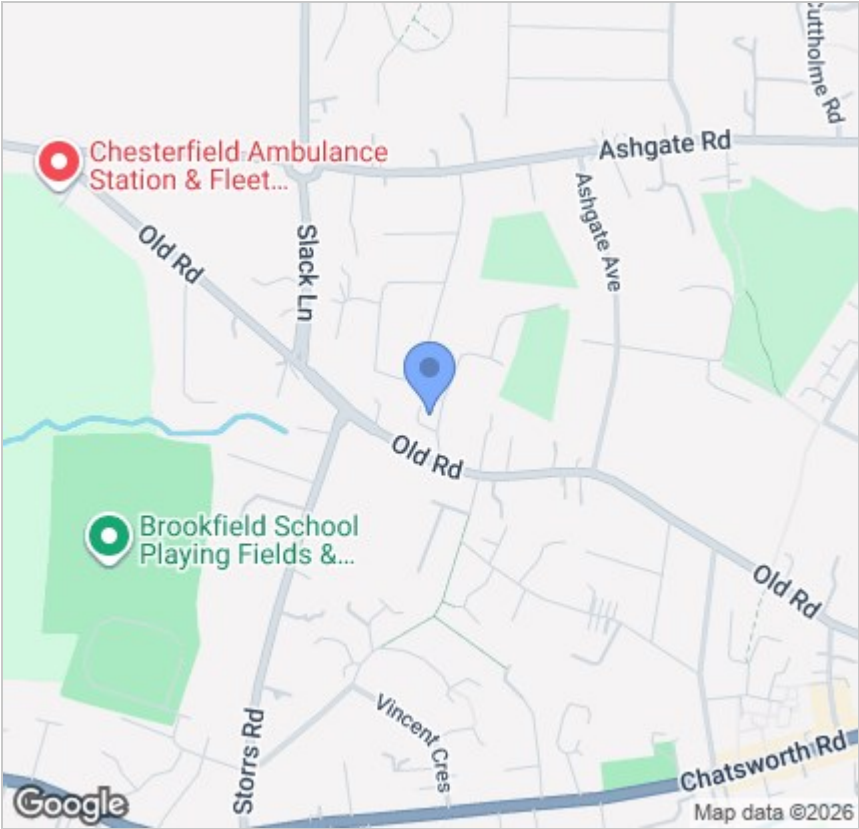 uttholme Rd
Ashgate Rd
Chesterfield Ambulance
Station & Fleet...
Ashgate Ave
Old Rd
Slack Ln
Old Rd
Brookfield School
Playing Fields &...
Old Rd
Vincent Cres
Storrs Rd
Chatsworth Rd
Google
Map data ©2026